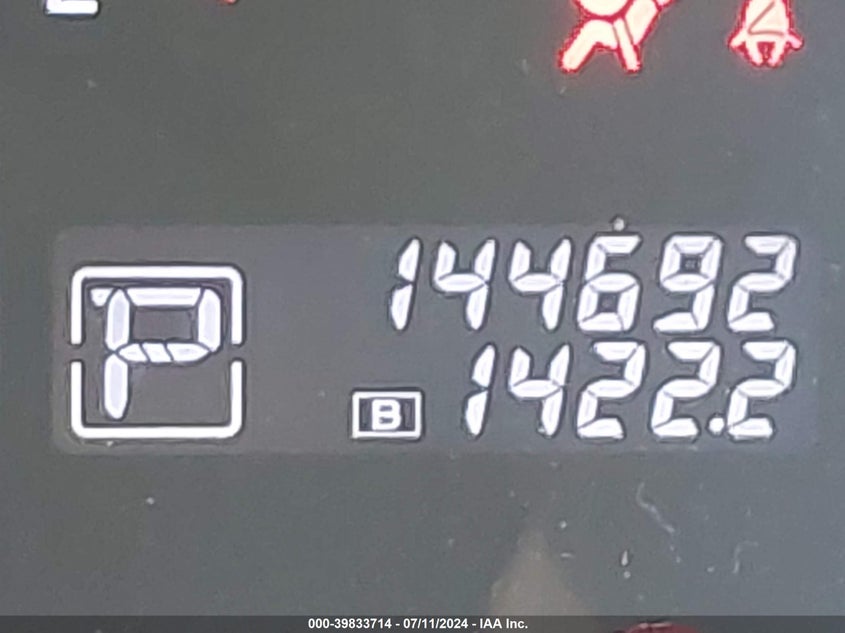 P
144692
B 1422.2
000-39833714 - 07/11/2024 - IAA Inc.